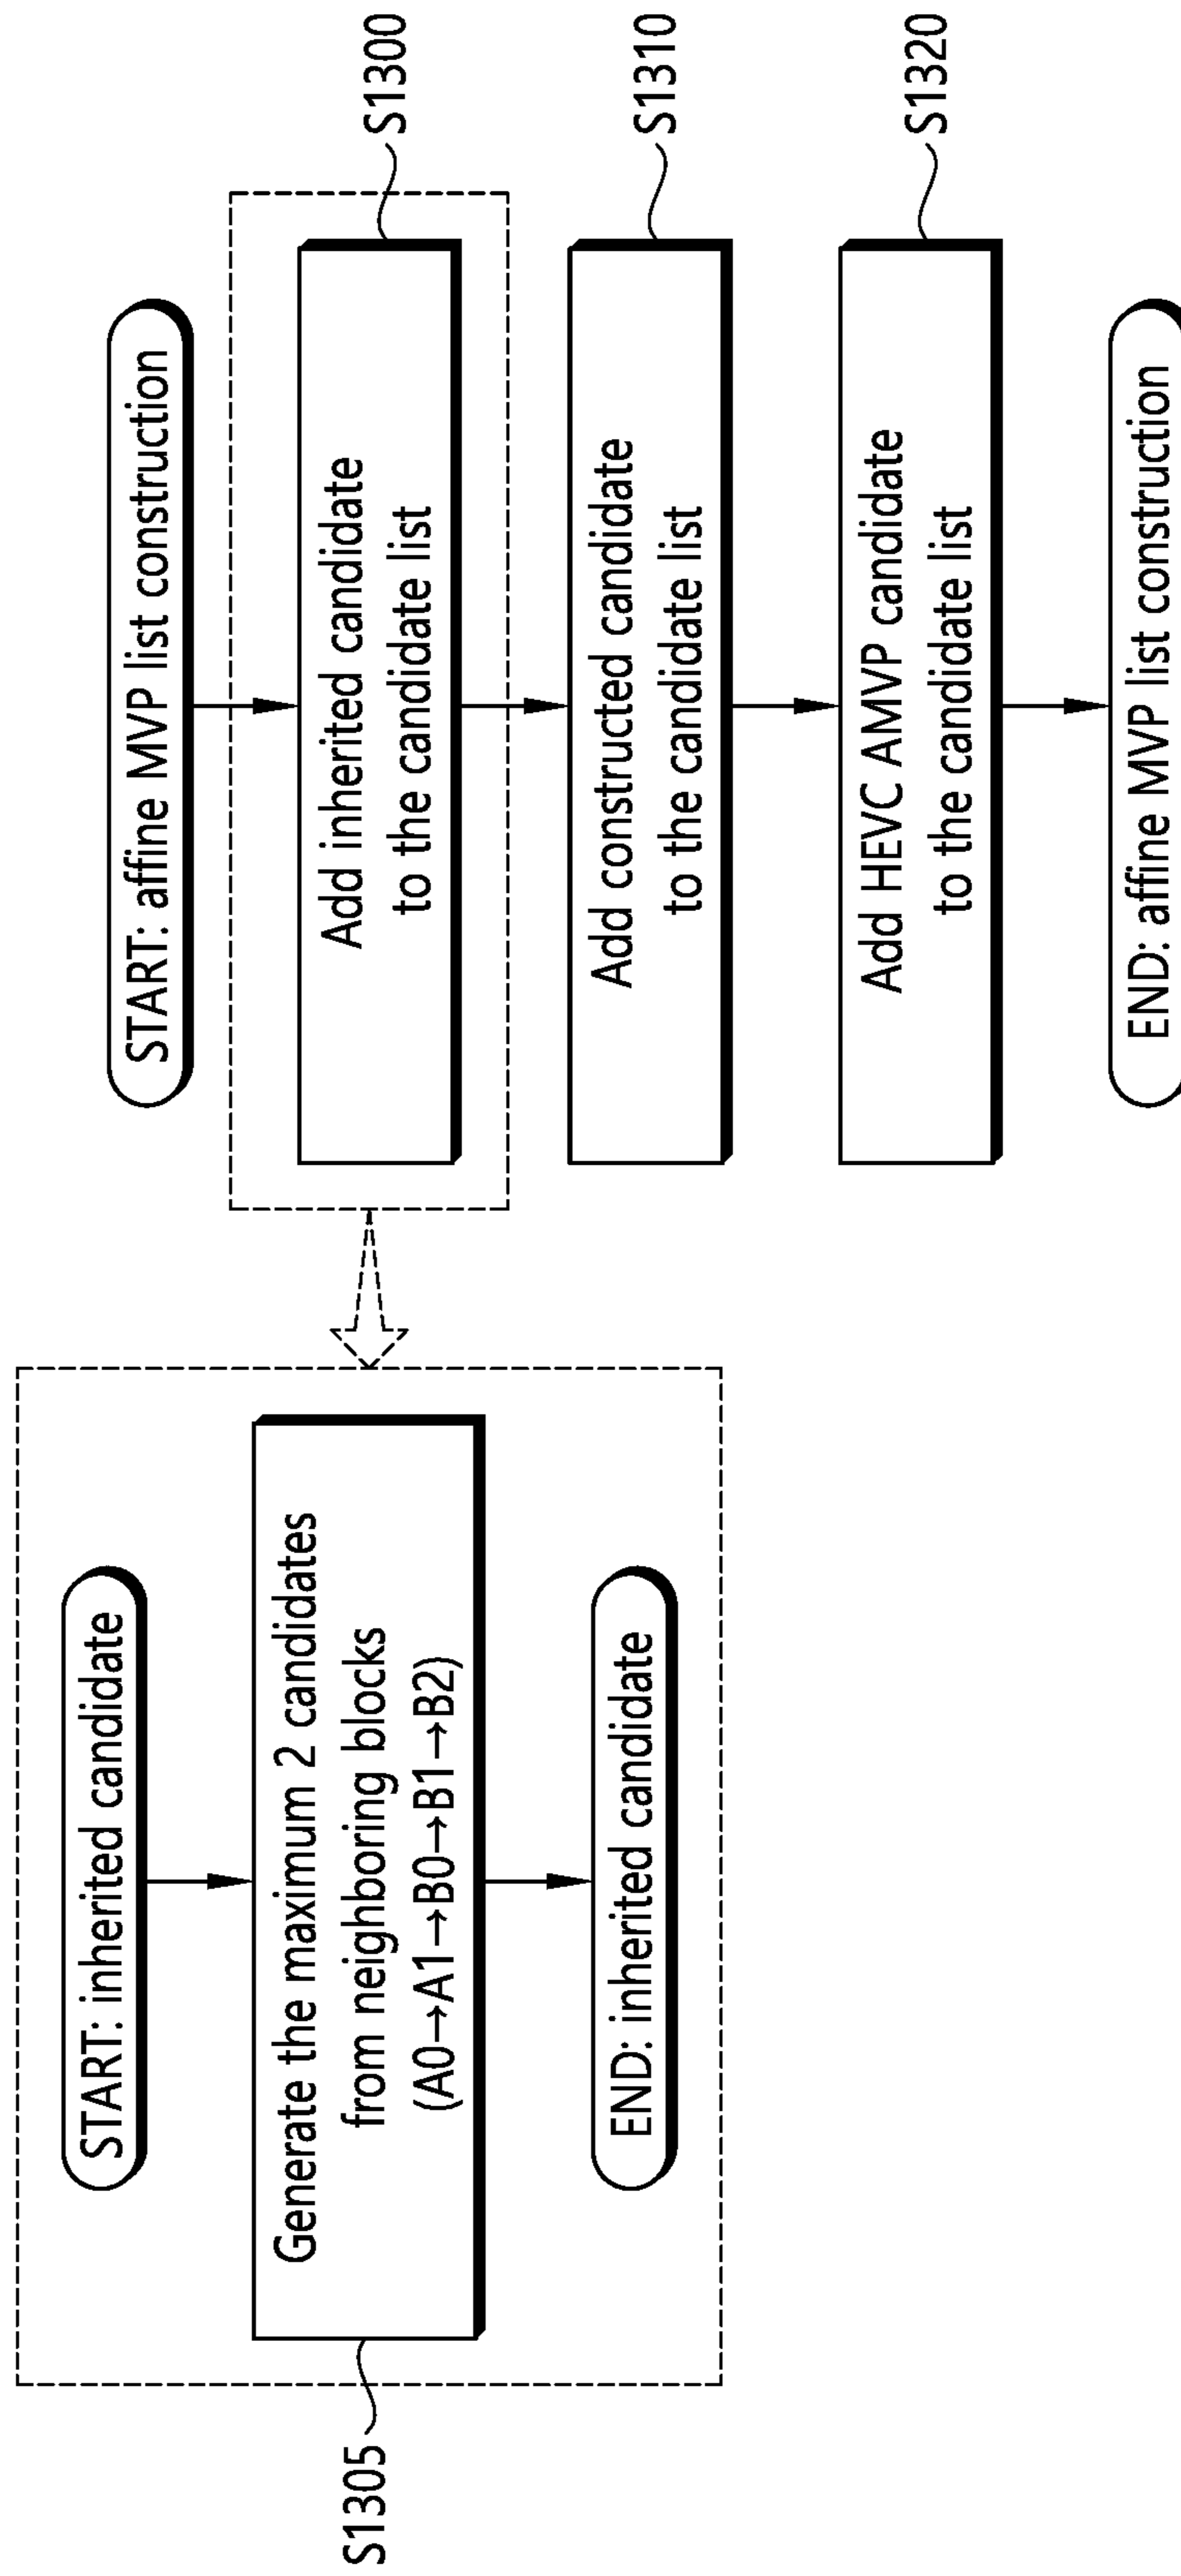 START: inherited candidate
Generate the maximum 2 candidates
from neighboring blocks
(A0→A1→B0→B1→B2)
END: inherited candidate
S1305
START: affine MVP list construction
Add inherited candidate
to the candidate list
S1300
Add constructed candidate
to the candidate list
S1310
Add HEVC AMVP candidate
to the candidate list
S1320
END: affine MVP list construction